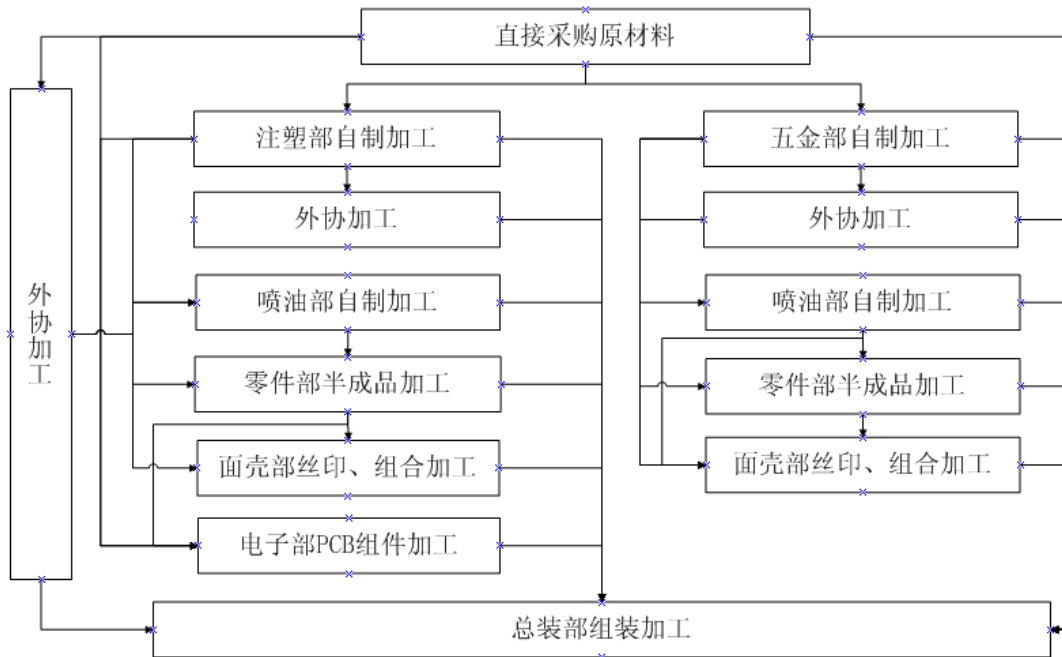 直接采购原材料
注塑部自制加工
五金部自制加工
外协加工
外协加工
外协加工
喷油部自制加工
喷油部自制加工
零件部半成品加工
零件部半成品加工
面壳部丝印、组合加工
面壳部丝印、组合加工
电子部PCB组件加工
总装部组装加工